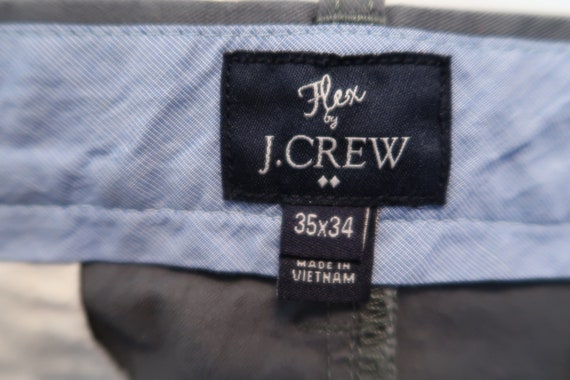 Flex
by
J.CREW
35x34
MADE IN
VIETNAM